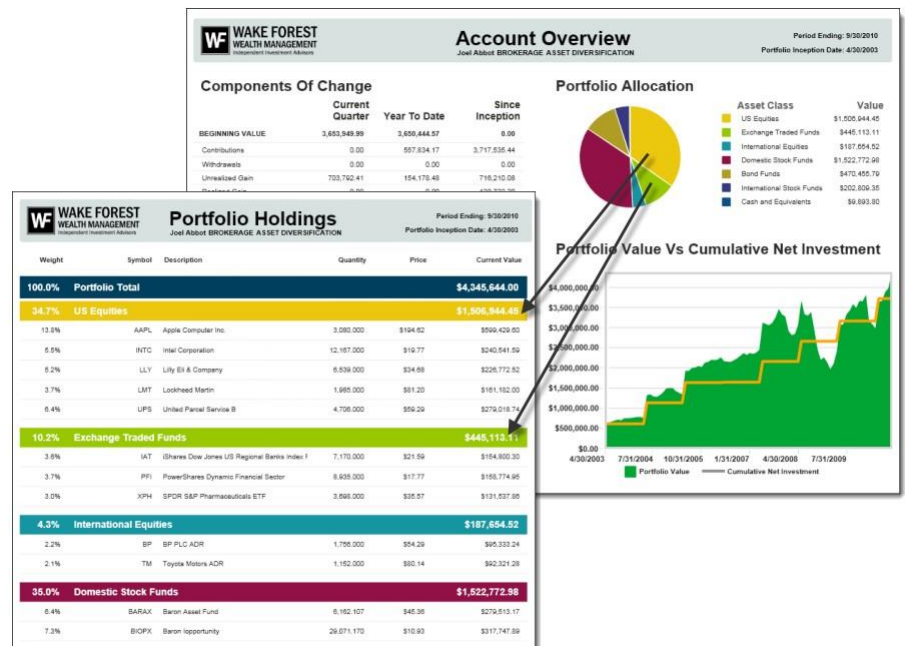 WF WAKE FOREST
WEALTH MANAGEMENT
Independent Investment Advisors
Account Overview
Joel Abbot BROKERAGE ASSET DIVERSIFICATION
Period Ending: 9/30/2010
Portfolio Inception Date: 4/30/2003
Components Of Change
Current Quarter Year To Date Since Inception
BEGINNING VALUE 3,653,949.99 3,650,444.57 0.00
Contributions 0.00 557,834.17 3,717,535.44
Withdrawals 0.00 0.00 0.00
Unrealized Gain 703,792.41 154,178.48 716,210.08
Portfolio Allocation
Asset Class Value
US Equities $1,506,944.45
Exchange Traded Funds $445,113.11
International Equities $187,654.52
Domestic Stock Funds $1,522,772.98
Bond Funds $470,455.79
International Stock Funds $202,809.35
Cash and Equivalents $9,893.80
Portfolio Value Vs Cumulative Net Investment
$4,000,000.00
$3,500,000.00
$3,000,000.00
$2,500,000.00
$2,000,000.00
$1,500,000.00
$1,000,000.00
$500,000.00
$0.00
4/30/2003 7/31/2004 10/31/2005 1/31/2007 4/30/2008 7/31/2009
Portfolio Value Cumulative Net Investment
WF WAKE FOREST
WEALTH MANAGEMENT
Independent Investment Advisors
Portfolio Holdings
Joel Abbot BROKERAGE ASSET DIVERSIFICATION
Period Ending: 9/30/2010
Portfolio Inception Date: 4/30/2003
Weight Symbol Description Quantity Price Current Value
100.0% Portfolio Total $4,345,644.00
34.7% US Equities $1,506,944.45
13.8% AAPL Apple Computer Inc. 3,080.000 $194.62 $599,429.60
5.5% INTC Intel Corporation 12,167.000 $19.77 $240,541.59
5.2% LLY Lilly Eli & Company 6,539.000 $34.68 $226,772.52
3.7% LMT Lockheed Martin 1,985.000 $81.20 $161,182.00
6.4% UPS United Parcel Service B 4,706.000 $59.29 $279,018.74
10.2% Exchange Traded Funds $445,113.11
3.6% IAT iShares Dow Jones US Regional Banks Index F 7,170.000 $21.59 $154,800.30
3.7% PFI PowerShares Dynamic Financial Sector 8,935.000 $17.77 $158,774.95
3.0% XPH SPDR S&P Pharmaceuticals ETF 3,698.000 $35.57 $131,537.86
4.3% International Equities $187,654.52
2.2% BP BP PLC ADR 1,756.000 $54.29 $95,333.24
2.1% TM Toyota Motors ADR 1,152.000 $80.14 $92,321.28
35.0% Domestic Stock Funds $1,522,772.98
6.4% BARAX Baron Asset Fund 6,162.107 $45.36 $279,513.17
7.3% BIOPX Baron Iopportunity 29,071.170 $10.93 $317,747.89